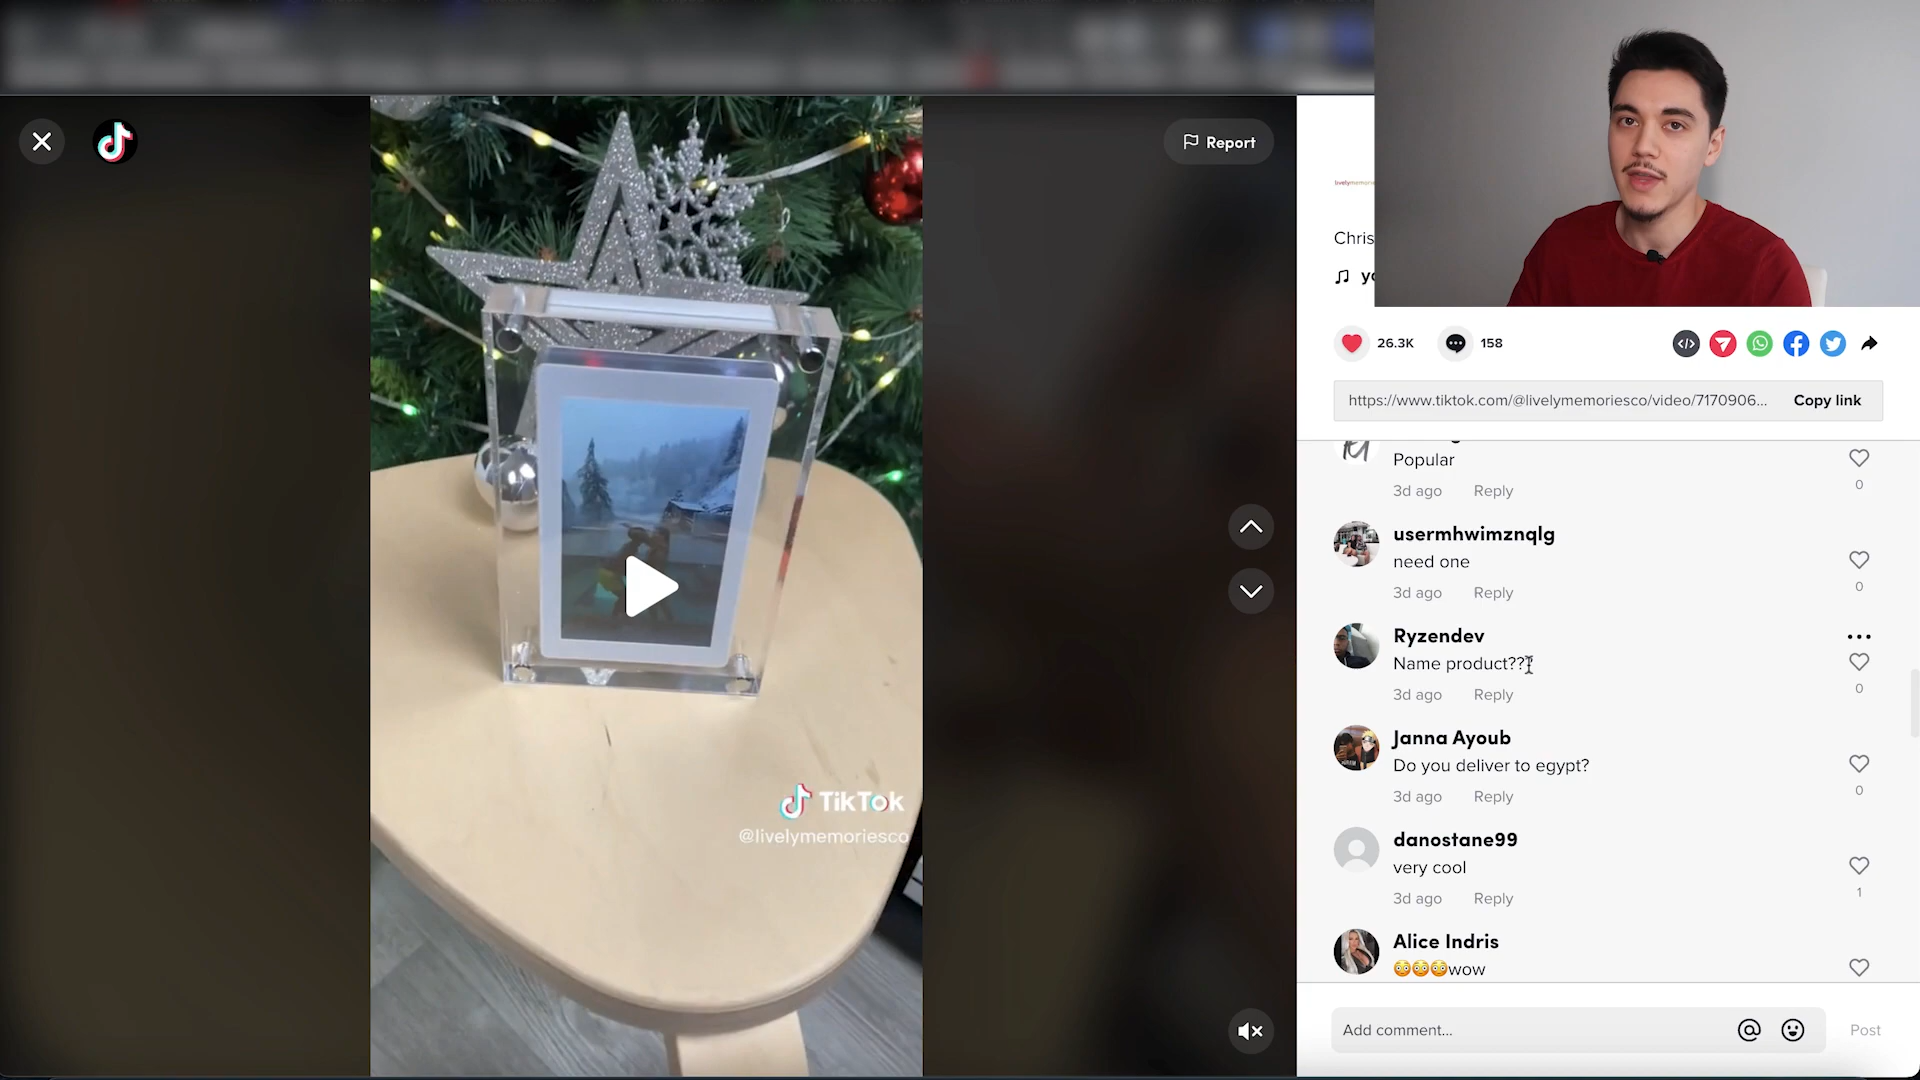 Report
livelymemorie
Chris
26.3K
158
https://www.tiktok.com/@livelymemoriesco/video/7170906...
Copy link
Popular
3d ago
Reply
0
usermhwimznqlg
need one
3d ago
Reply
0
Ryzendev
Name product???
3d ago
Reply
0
Janna Ayoub
Do you deliver to egypt?
3d ago
Reply
0
danostane99
very cool
3d ago
Reply
1
Alice Indris
😳😳😳wow
TikTok
@livelymemoriesco
Add comment...
Post